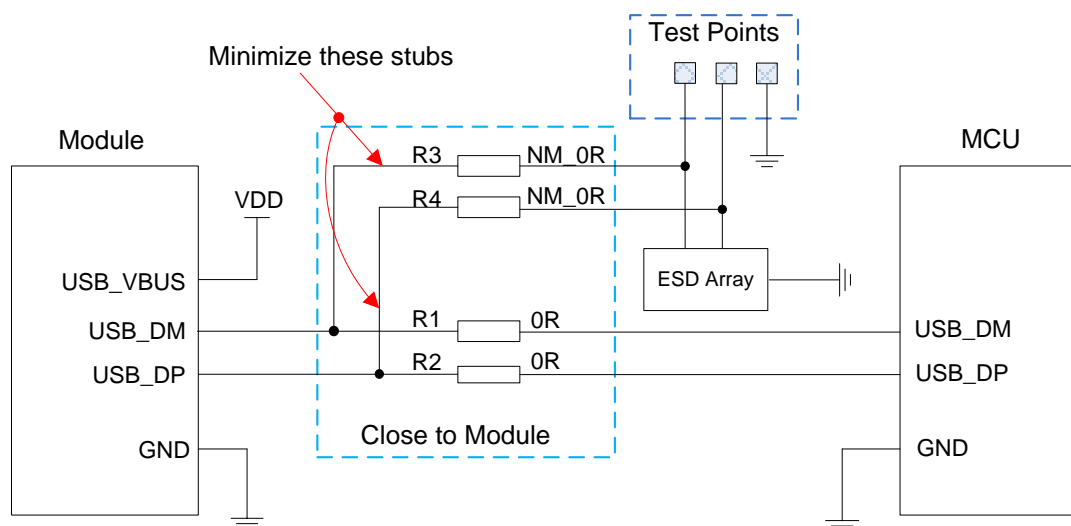 Test Points
Minimize these stubs
Module
MCU
R3 NM_0R
R4 NM_0R
VDD
USB_VBUS
ESD Array
USB_DM
R1 0R
USB_DM
USB_DP
R2 0R
USB_DP
Close to Module
GND
GND